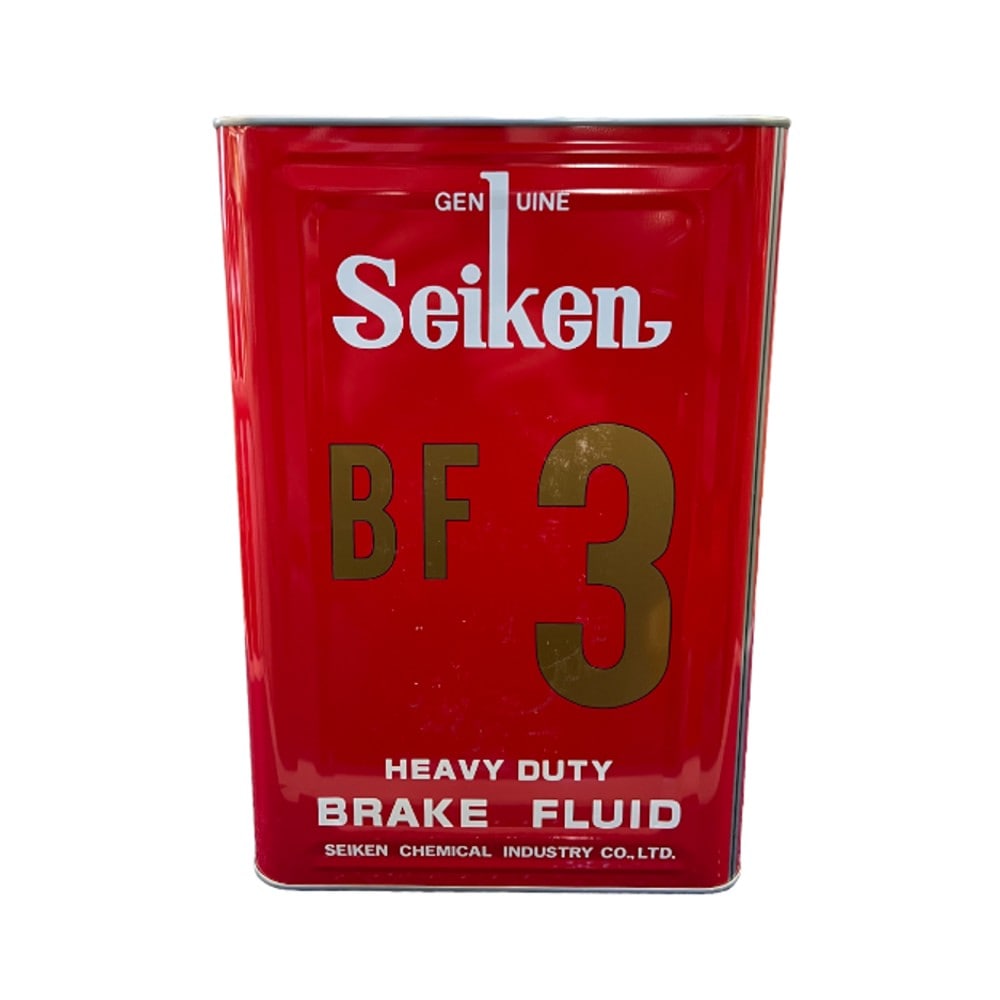 GENUINE
Seiken
BF 3
HEAVY DUTY
BRAKE FLUID
SEIKEN CHEMICAL INDUSTRY CO., LTD.